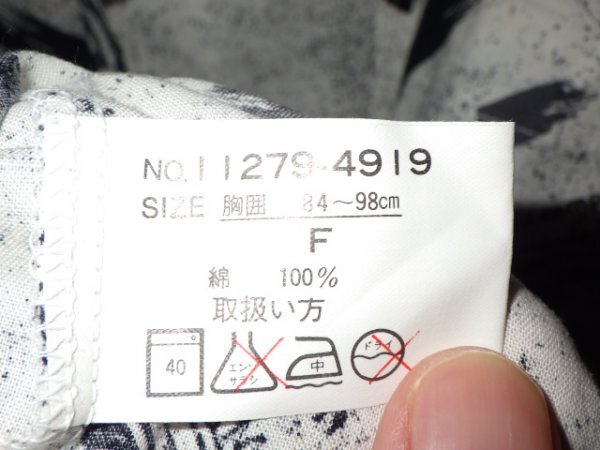 NO.11279-4919
SIZE 胸囲 84～98cm
F
綿 100%
取扱い方
40 エンソ サラシ 中 ドライ